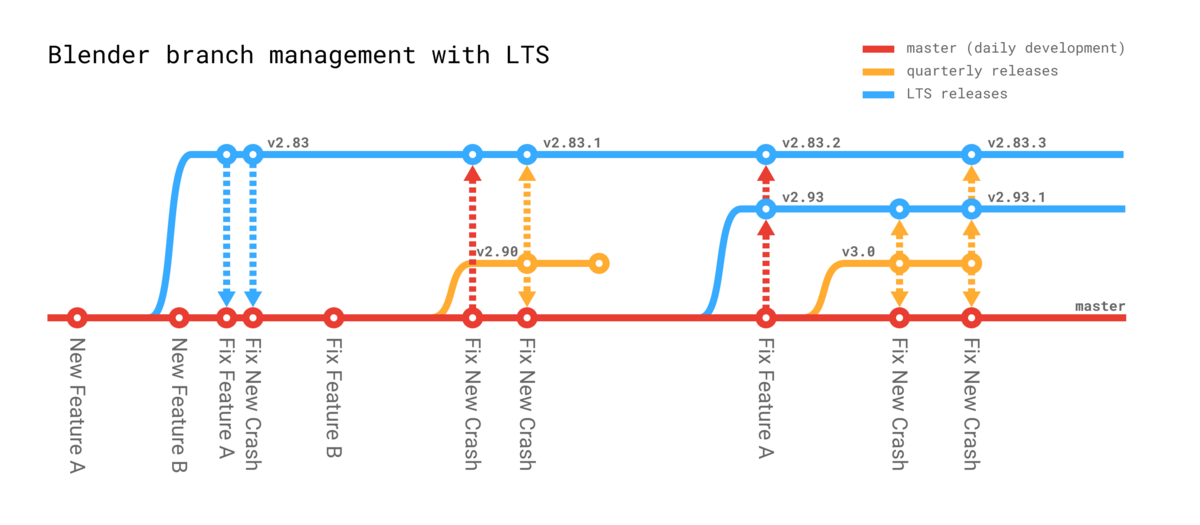 Blender branch management with LTS
master (daily development)
quarterly releases
LTS releases
v2.83
v2.83.1
v2.83.2
v2.83.3
v2.93
v2.93.1
v2.90
v3.0
master
New Feature A
New Feature B
Fix Feature A
Fix New Crash
Fix Feature B
Fix New Crash
Fix New Crash
Fix Feature A
Fix New Crash
Fix New Crash